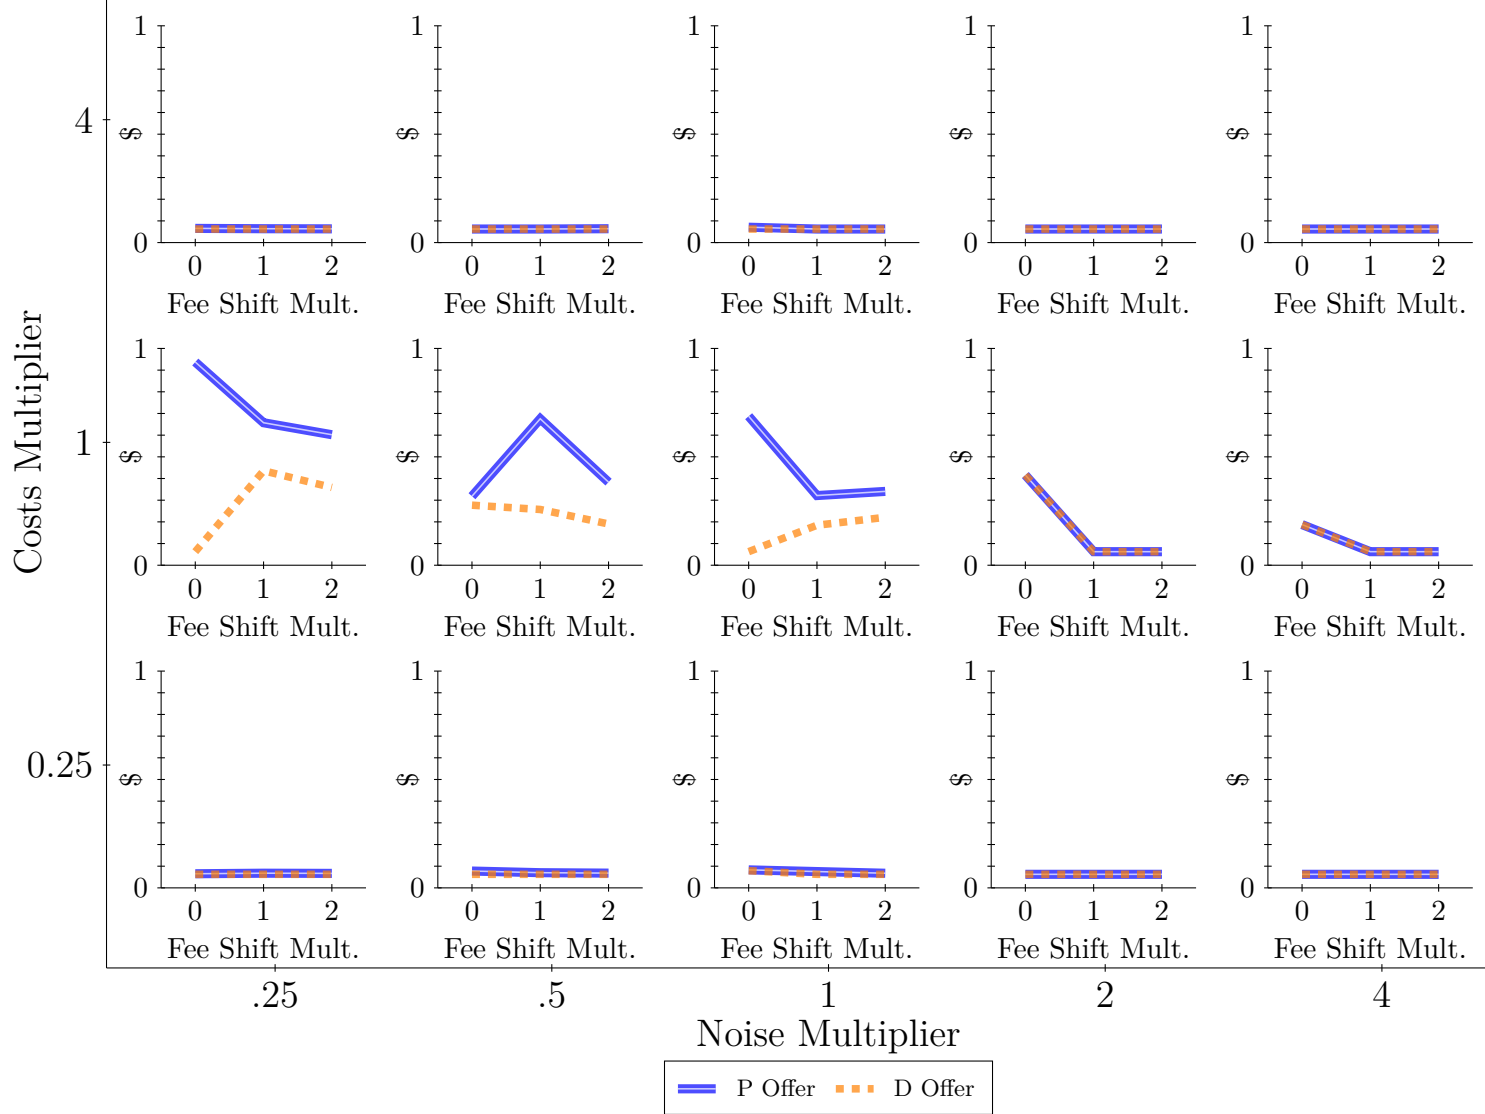 1 1 1 1 1
4 $ $ $ $ $
0 0 0 0 0
0 1 2 0 1 2 0 1 2 0 1 2 0 1 2
Fee Shift Mult. Fee Shift Mult. Fee Shift Mult. Fee Shift Mult. Fee Shift Mult.
Costs Multiplier
1 1 1 1 1
1 $ $ $ $ $
0 0 0 0 0
0 1 2 0 1 2 0 1 2 0 1 2 0 1 2
Fee Shift Mult. Fee Shift Mult. Fee Shift Mult. Fee Shift Mult. Fee Shift Mult.
1 1 1 1 1
0.25 $ $ $ $ $
0 0 0 0 0
0 1 2 0 1 2 0 1 2 0 1 2 0 1 2
Fee Shift Mult. Fee Shift Mult. Fee Shift Mult. Fee Shift Mult. Fee Shift Mult.
.25 .5 1 2 4
Noise Multiplier
P Offer D Offer